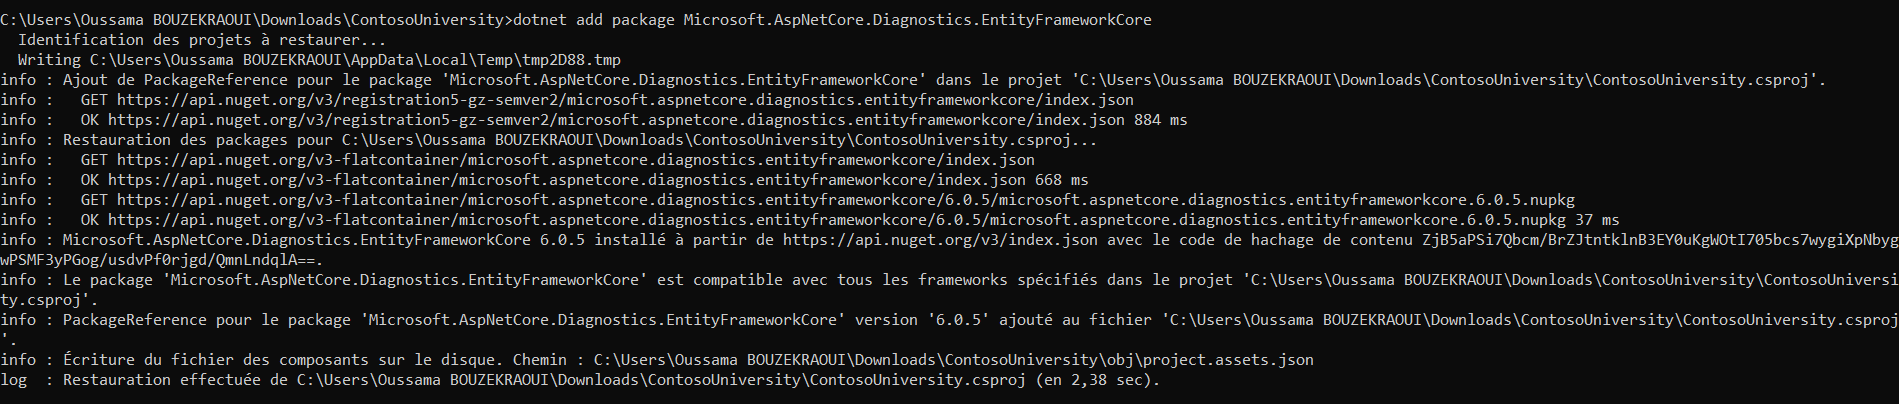 C:\Users\Oussama BOUZEKRAOUI\Downloads\ContosoUniversity>dotnet add package Microsoft.AspNetCore.Diagnostics.EntityFrameworkCore
  Identification des projets à restaurer...
  Writing C:\Users\Oussama BOUZEKRAOUI\AppData\Local\Temp\tmp2D88.tmp
info : Ajout de PackageReference pour le package 'Microsoft.AspNetCore.Diagnostics.EntityFrameworkCore' dans le projet 'C:\Users\Oussama BOUZEKRAOUI\Downloads\ContosoUniversity\ContosoUniversity.csproj'.
info :   GET https://api.nuget.org/v3/registration5-gz-semver2/microsoft.aspnetcore.diagnostics.entityframeworkcore/index.json
info :   OK https://api.nuget.org/v3/registration5-gz-semver2/microsoft.aspnetcore.diagnostics.entityframeworkcore/index.json 884 ms
info : Restauration des packages pour C:\Users\Oussama BOUZEKRAOUI\Downloads\ContosoUniversity\ContosoUniversity.csproj...
info :   GET https://api.nuget.org/v3-flatcontainer/microsoft.aspnetcore.diagnostics.entityframeworkcore/index.json
info :   OK https://api.nuget.org/v3-flatcontainer/microsoft.aspnetcore.diagnostics.entityframeworkcore/index.json 668 ms
info :   GET https://api.nuget.org/v3-flatcontainer/microsoft.aspnetcore.diagnostics.entityframeworkcore/6.0.5/microsoft.aspnetcore.diagnostics.entityframeworkcore.6.0.5.nupkg
info :   OK https://api.nuget.org/v3-flatcontainer/microsoft.aspnetcore.diagnostics.entityframeworkcore/6.0.5/microsoft.aspnetcore.diagnostics.entityframeworkcore.6.0.5.nupkg 37 ms
info : Microsoft.AspNetCore.Diagnostics.EntityFrameworkCore 6.0.5 installé à partir de https://api.nuget.org/v3/index.json avec le code de hachage de contenu ZjB5aPSi7Qbcm/BrZJtntklnB3EY0uKgWOtI705bcs7wygiXpNbyg
wPSMF3yPGog/usdvPf0rjgd/QmnLndqlA==.
info : Le package 'Microsoft.AspNetCore.Diagnostics.EntityFrameworkCore' est compatible avec tous les frameworks spécifiés dans le projet 'C:\Users\Oussama BOUZEKRAOUI\Downloads\ContosoUniversity\ContosoUniversi
ty.csproj'.
info : PackageReference pour le package 'Microsoft.AspNetCore.Diagnostics.EntityFrameworkCore' version '6.0.5' ajouté au fichier 'C:\Users\Oussama BOUZEKRAOUI\Downloads\ContosoUniversity\ContosoUniversity.csproj
'.
info : Écriture du fichier des composants sur le disque. Chemin : C:\Users\Oussama BOUZEKRAOUI\Downloads\ContosoUniversity\obj\project.assets.json
log  : Restauration effectuée de C:\Users\Oussama BOUZEKRAOUI\Downloads\ContosoUniversity\ContosoUniversity.csproj (en 2,38 sec).